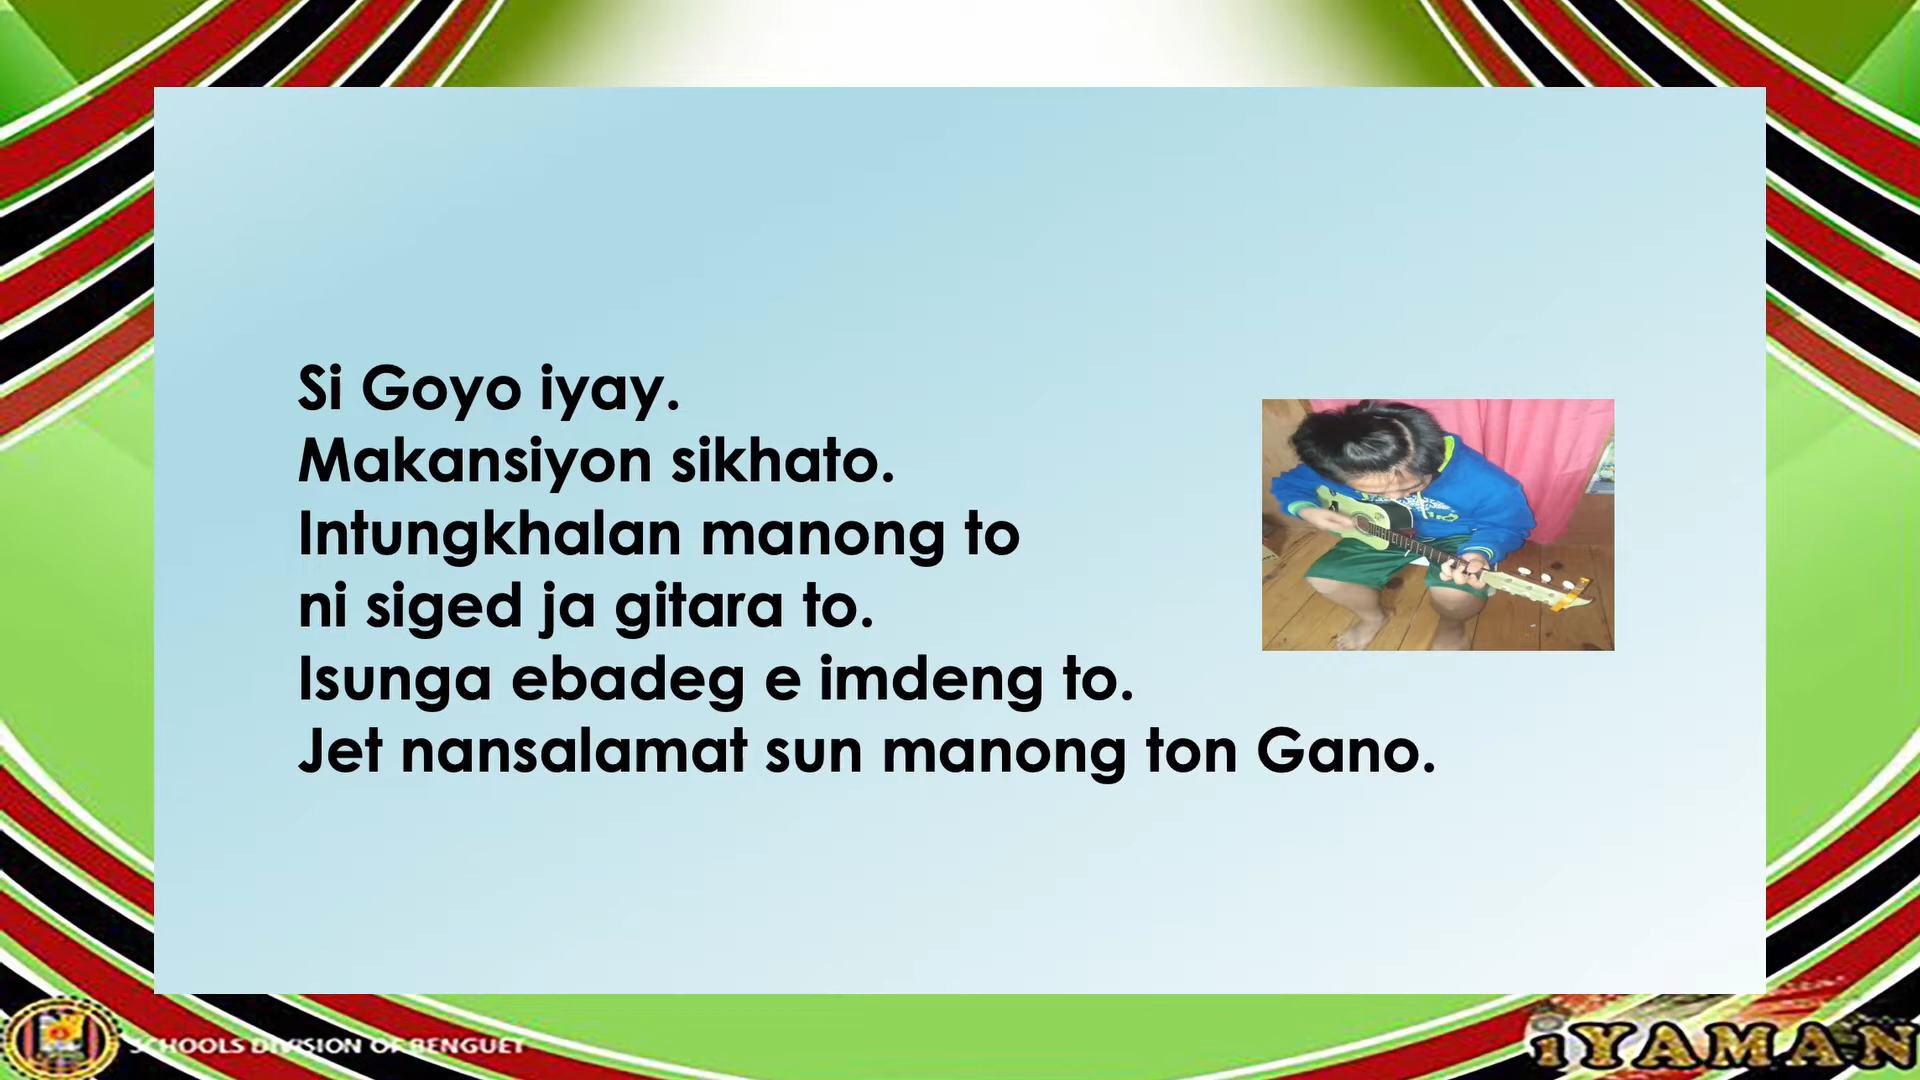 Si Goyo iyay.
Makansiyon sikhato.
Intungkhalan manong to
ni siged ja gitara to.
Isunga ebadeg e imdeng to.
Jet nansalamat sun manong ton Gano.
SCHOOLS DIVISION OF BENGUET
iYAMAN